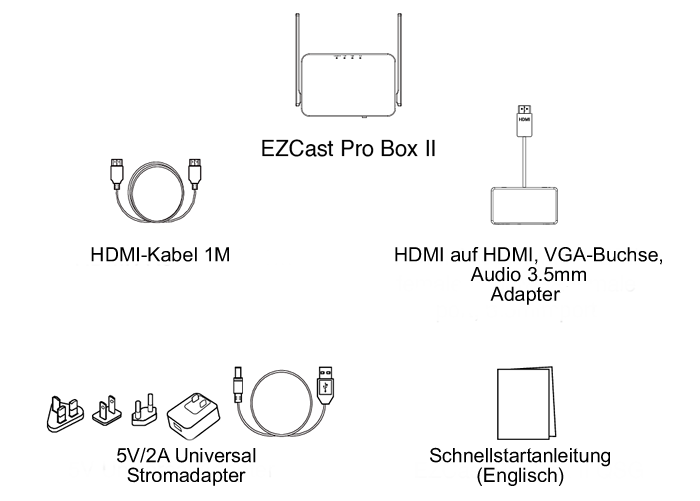 EZCast Pro Box II
HDMI
HDMI-Kabel 1M
HDMI auf HDMI, VGA-Buchse,
Audio 3.5mm
Adapter
5V/2A Universal
Stromadapter
Schnellstartanleitung
(Englisch)